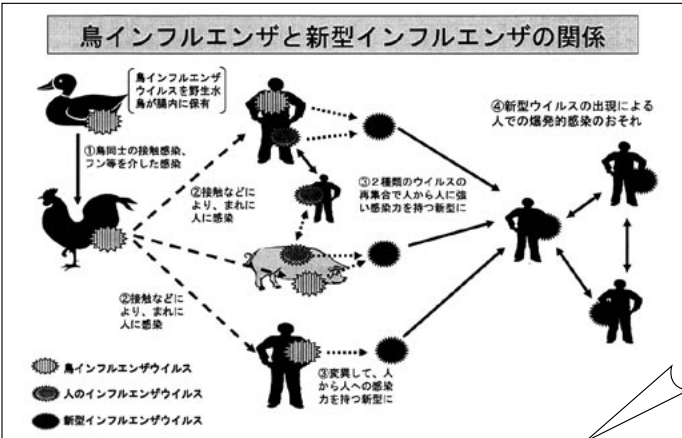 鳥インフルエンザと新型インフルエンザの関係
鳥インフルエンザ
ウイルスを野生水
鳥が腸内に保有
①鳥同士の接触感染、
フン等を介した感染
②接触などに
より、まれに
人に感染
②接触などに
より、まれに
人に感染
③2種類のウイルスの
再集合で人から人に強
い感染力を持つ新型に
③変異して、人
から人への感染
力を持つ新型に
④新型ウイルスの出現による
人での爆発的感染のおそれ
鳥インフルエンザウイルス
人のインフルエンザウイルス
新型インフルエンザウイルス